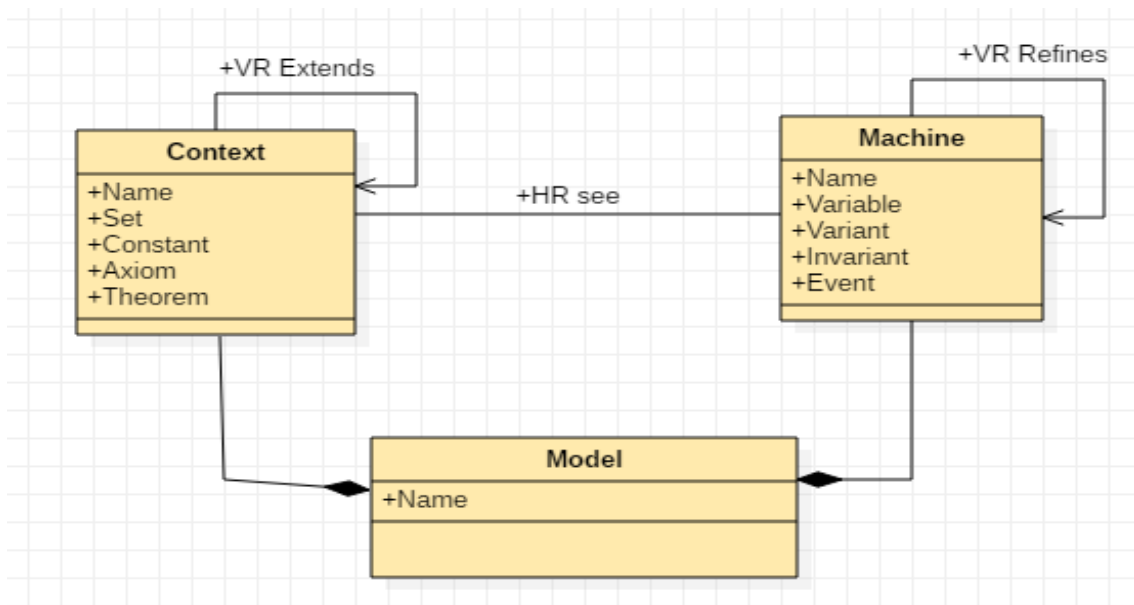 +VR Extends
Context
+Name
+Set
+Constant
+Axiom
+Theorem
+HR see
+VR Refines
Machine
+Name
+Variable
+Variant
+Invariant
+Event
Model
+Name